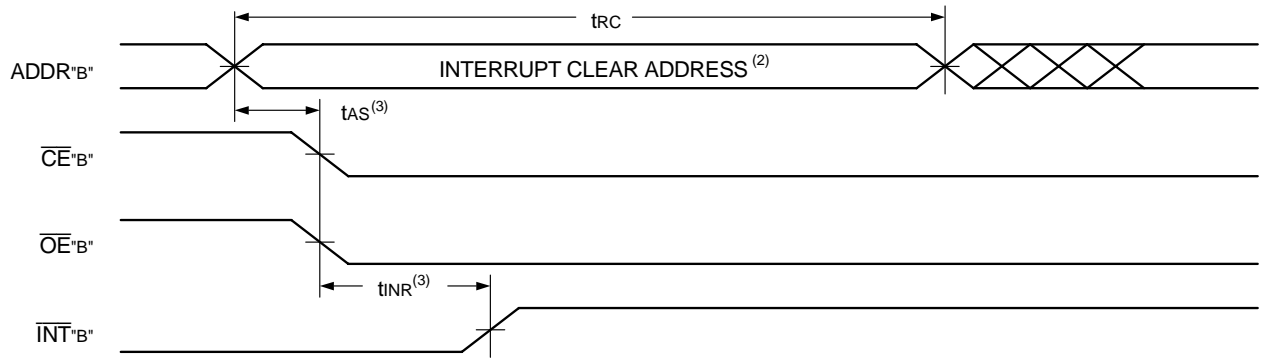 tRC
ADDR"B"
INTERRUPT CLEAR ADDRESS (2)
tAS(3)
CE"B"
OE"B"
tINR(3)
INT"B"